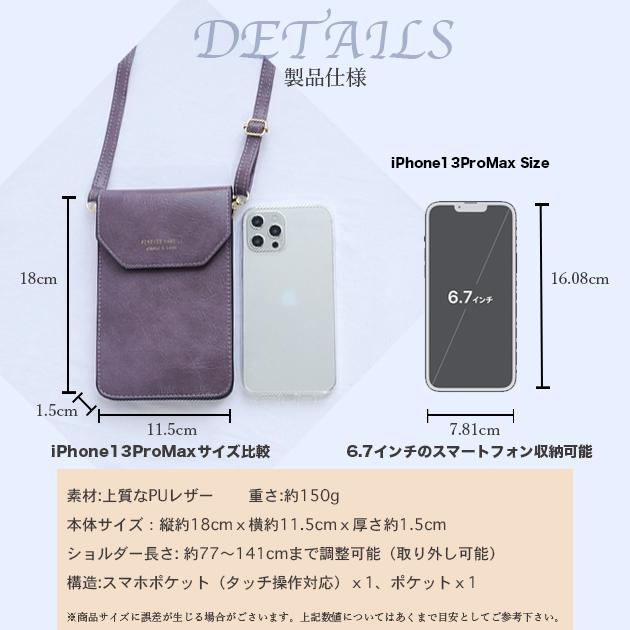 DETAILS
製品仕様
iPhone13ProMax Size
18cm
6.7インチ
16.08cm
1.5cm
11.5cm
7.81cm
iPhone13ProMaxサイズ比較
6.7インチのスマートフォン収納可能
素材:上質なPUレザー 重さ:約150g
本体サイズ：縦約18cm x 横約11.5cm x 厚さ約1.5cm
ショルダー長さ: 約77～141cmまで調整可能（取り外し可能）
構造:スマホポケット（タッチ操作対応）x 1、ポケット x 1
※商品サイズに誤差が生じる場合がございます。上記数値についてはあくまで目安としてご参考下さい。